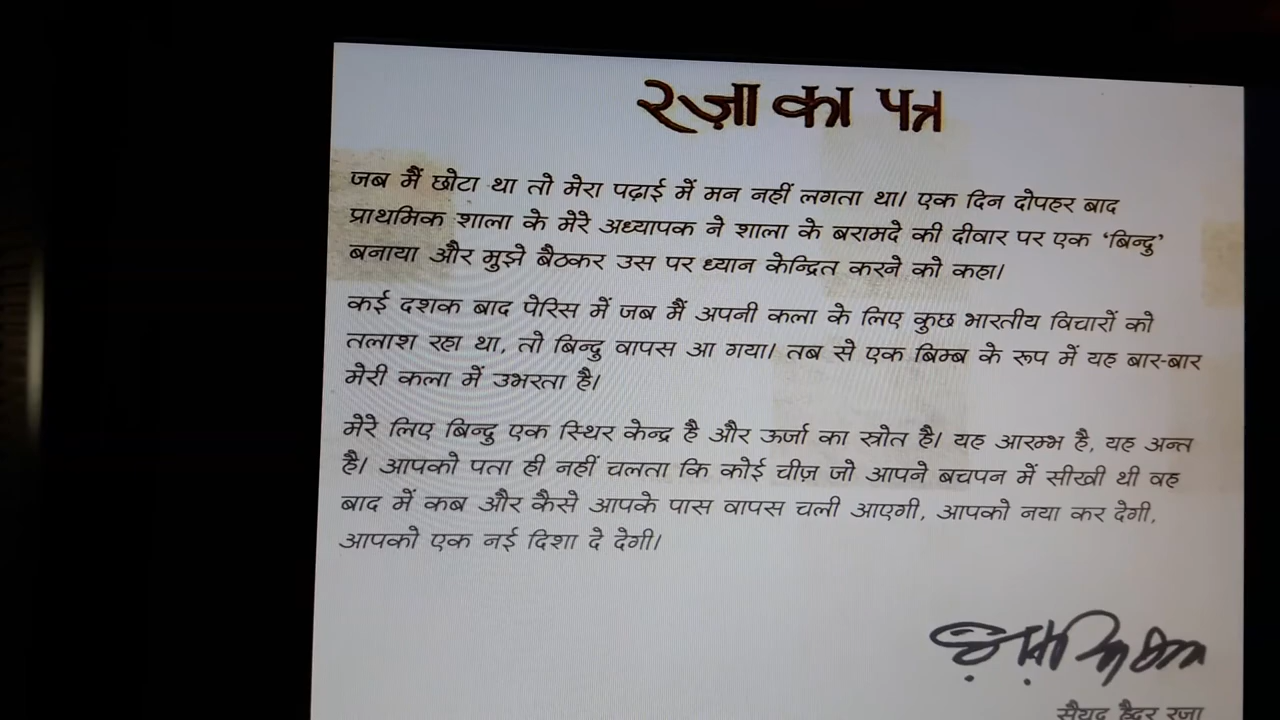 रज़ा का पत्र
जब मैं छोटा था तो मेरा पढ़ाई में मन नहीं लगता था। एक दिन दोपहर बाद
प्राथमिक शाला के मेरे अध्यापक ने शाला के बरामदे की दीवार पर एक ‘बिन्दु’
बनाया और मुझे बैठकर उस पर ध्यान केन्द्रित करने को कहा।
कई दशक बाद पेरिस में जब मैं अपनी कला के लिए कुछ भारतीय विचारों को
तलाश रहा था, तो बिन्दु वापस आ गया। तब से एक बिम्ब के रूप में यह बार-बार
मेरी कला में उभरता है।
मेरे लिए बिन्दु एक स्थिर केन्द्र है और ऊर्जा का स्रोत है। यह आरम्भ है, यह अन्त
है। आपको पता ही नहीं चलता कि कोई चीज़ जो आपने बचपन में सीखी थी वह
बाद में कब और कैसे आपके पास वापस चली आएगी, आपको नया कर देगी,
आपको एक नई दिशा दे देगी।
सैयद हैदर रज़ा